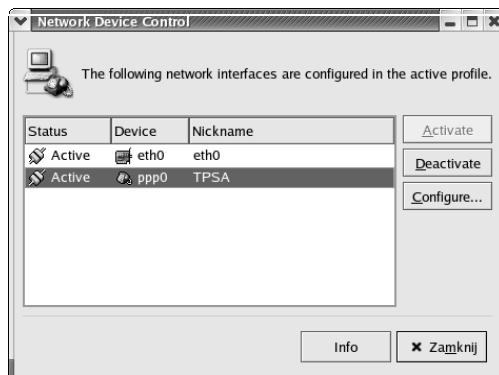 Network Device Control
The following network interfaces are configured in the active profile.
Status Device Nickname
Active eth0 eth0
Active ppp0 TPSA
Activate
Deactivate
Configure...
Info Zamknij